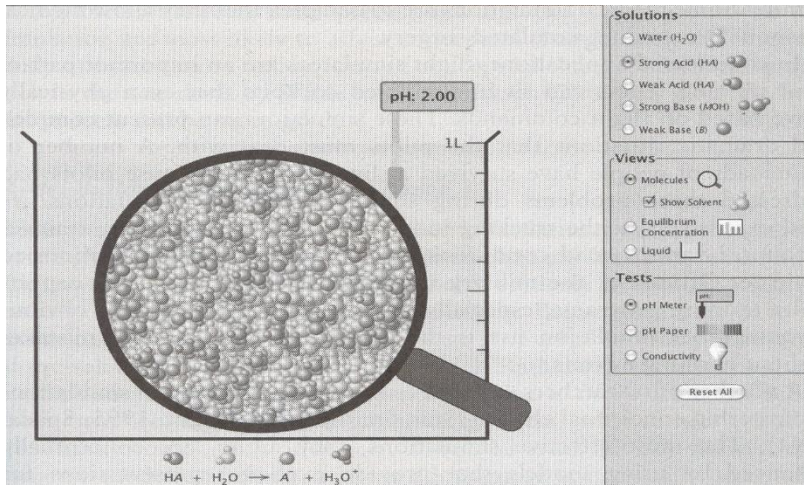 pH: 2.00
1L
HA + H₂O → A⁻ + H₃O⁺
Solutions
Water (H₂O)
Strong Acid (HA)
Weak Acid (HA)
Strong Base (MOH)
Weak Base (B)
Views
Molecules
Show Solvent
Equilibrium
Concentration
Liquid
Tests
pH:
pH Meter
pH Paper
Conductivity
Reset All